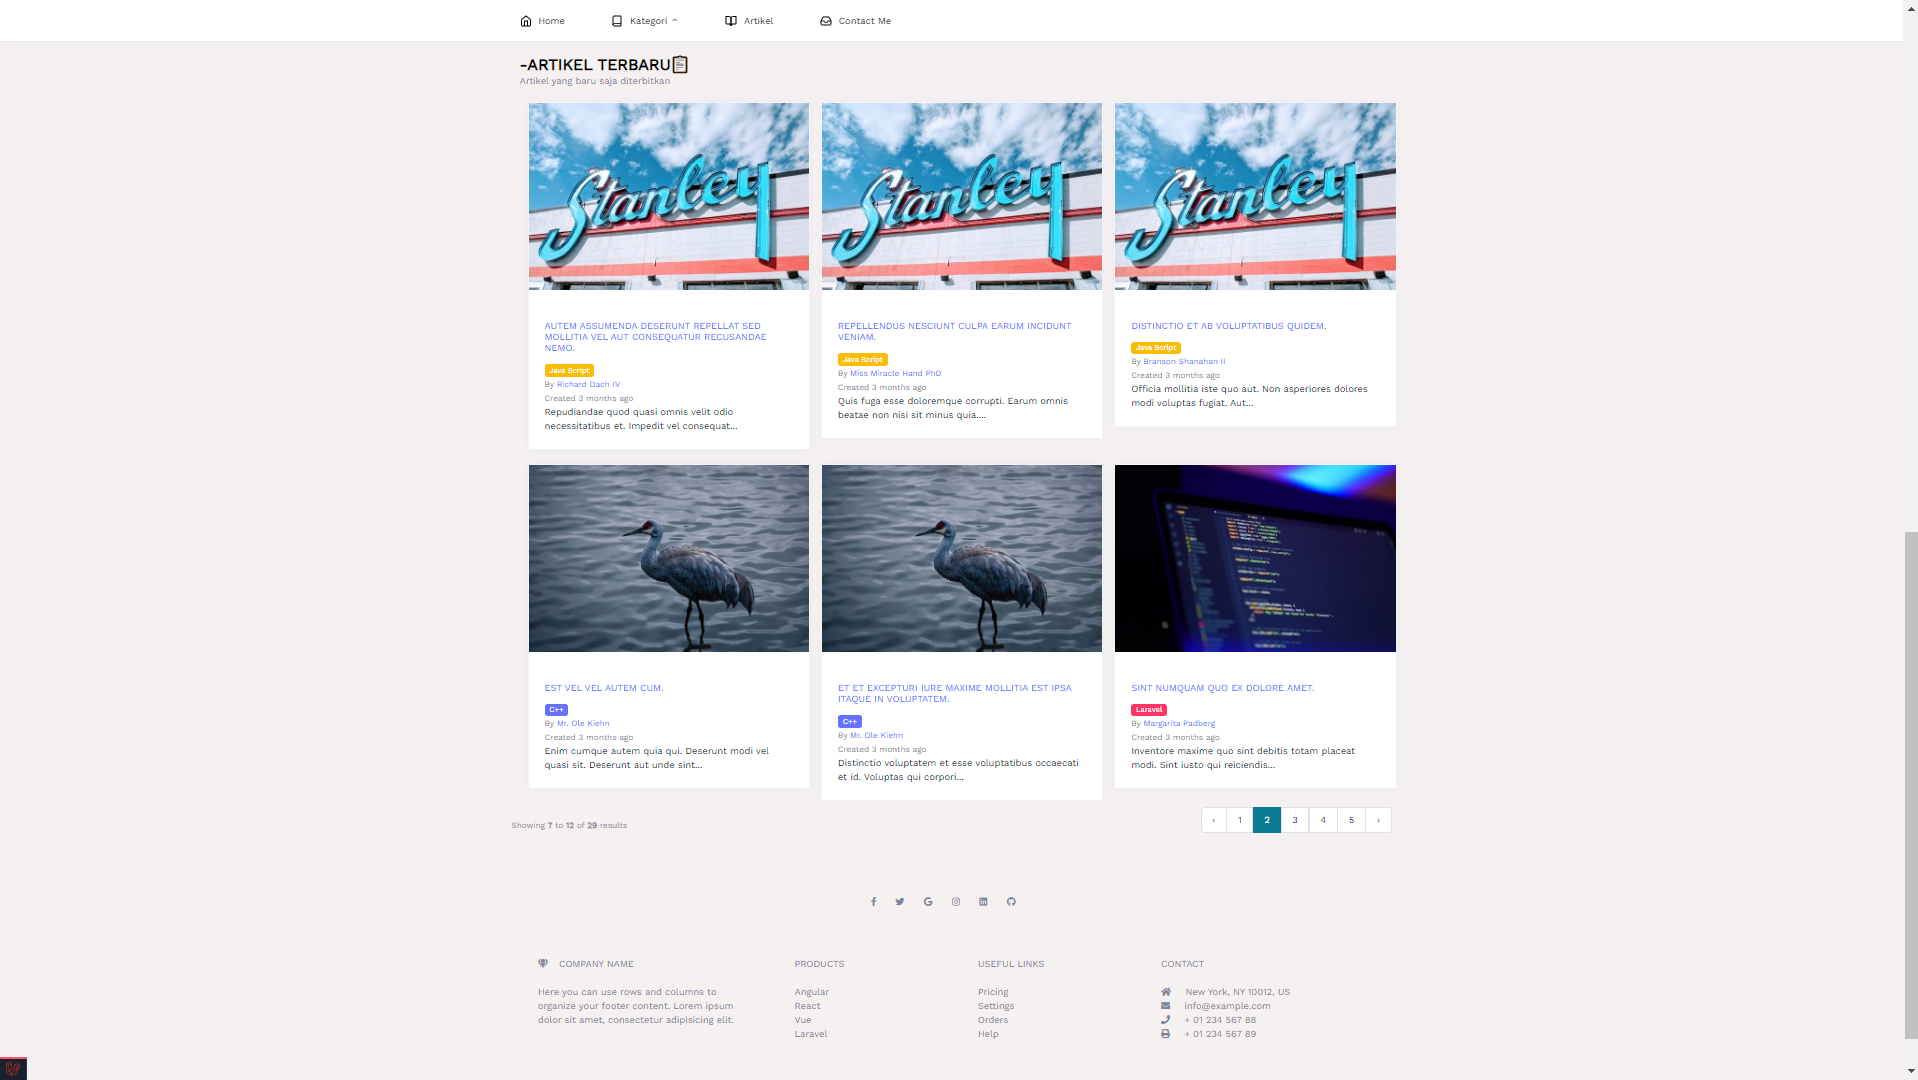 Home
Kategori
Artikel
Contact Me
-ARTIKEL TERBARU📋
Artikel yang baru saja diterbitkan
Stanley
Stanley
Stanley
AUTEM ASSUMENDA DESERUNT REPELLAT SED
MOLLITIA VEL AUT CONSEQUATUR RECUSANDAE
NEMO.
Java Script
By Richard Dach IV
Created 3 months ago
Repudiandae quod quasi omnis velit odio
necessitatibus et. Impedit vel consequat...
REPELLENDUS NESCIUNT CULPA EARUM INCIDUNT
VENIAM.
Java Script
By Miss Miracle Hand PhD
Created 3 months ago
Quis fuga esse doloremque corrupti. Earum omnis
beatae non nisi sit minus quia....
DISTINCTIO ET AB VOLUPTATIBUS QUIDEM.
Java Script
By Branson Shanahan II
Created 3 months ago
Officia mollitia iste quo aut. Non asperiores dolores
modi voluptas fugiat. Aut...
EST VEL VEL AUTEM CUM.
C++
By Mr. Ole Kiehn
Created 3 months ago
Enim cumque autem quia qui. Deserunt modi vel
quasi sit. Deserunt aut unde sint...
ET ET EXCEPTURI IURE MAXIME MOLLITIA EST IPSA
ITAQUE IN VOLUPTATEM.
C++
By Mr. Ole Kiehn
Created 3 months ago
Distinctio voluptatem et esse voluptatibus occaecati
et id. Voluptas qui corpori...
SINT NUMQUAM QUO EX DOLORE AMET.
Laravel
By Margarita Padberg
Created 3 months ago
Inventore maxime quo sint debitis totam placeat
modi. Sint iusto qui reiciendis...
Showing 7 to 12 of 29 results
‹ 1 2 3 4 5 ›
COMPANY NAME
Here you can use rows and columns to
organize your footer content. Lorem ipsum
dolor sit amet, consectetur adipisicing elit.
PRODUCTS
Angular
React
Vue
Laravel
USEFUL LINKS
Pricing
Settings
Orders
Help
CONTACT
New York, NY 10012, US
info@example.com
+ 01 234 567 88
+ 01 234 567 89